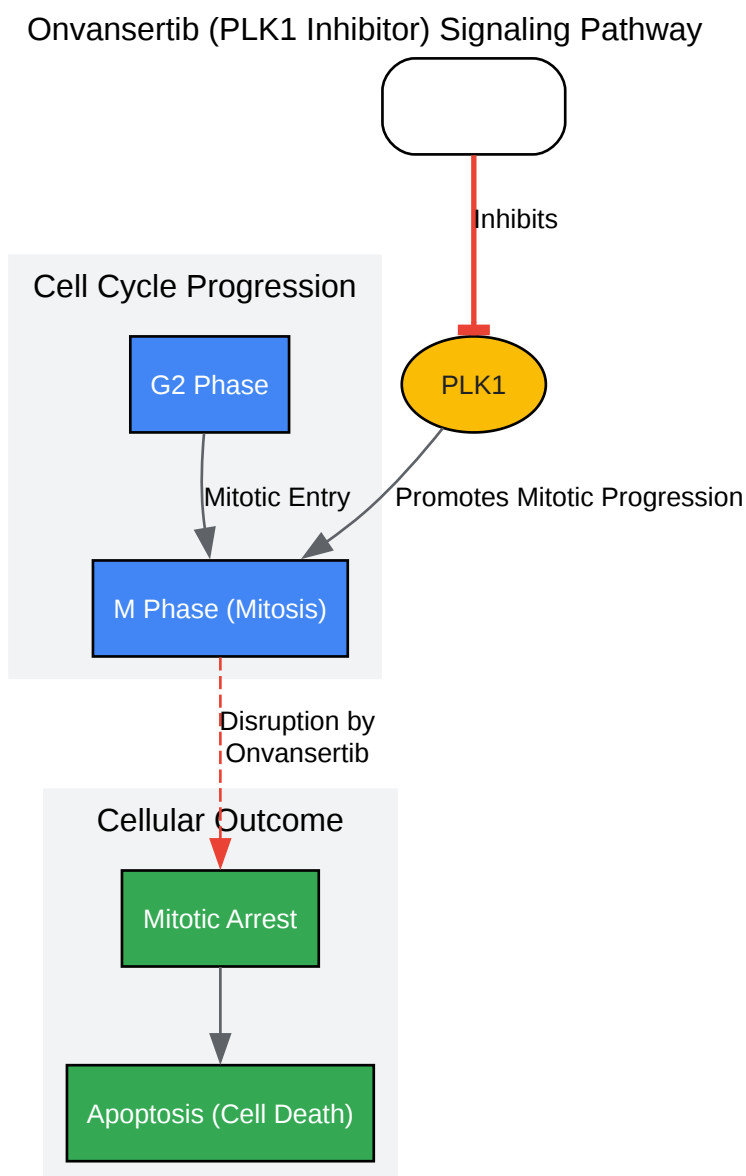 Onvansertib (PLK1 Inhibitor) Signaling Pathway
Inhibits
Cell Cycle Progression
G2 Phase
PLK1
Mitotic Entry
Promotes Mitotic Progression
M Phase (Mitosis)
Disruption by
Onvansertib
Cellular Outcome
Mitotic Arrest
Apoptosis (Cell Death)